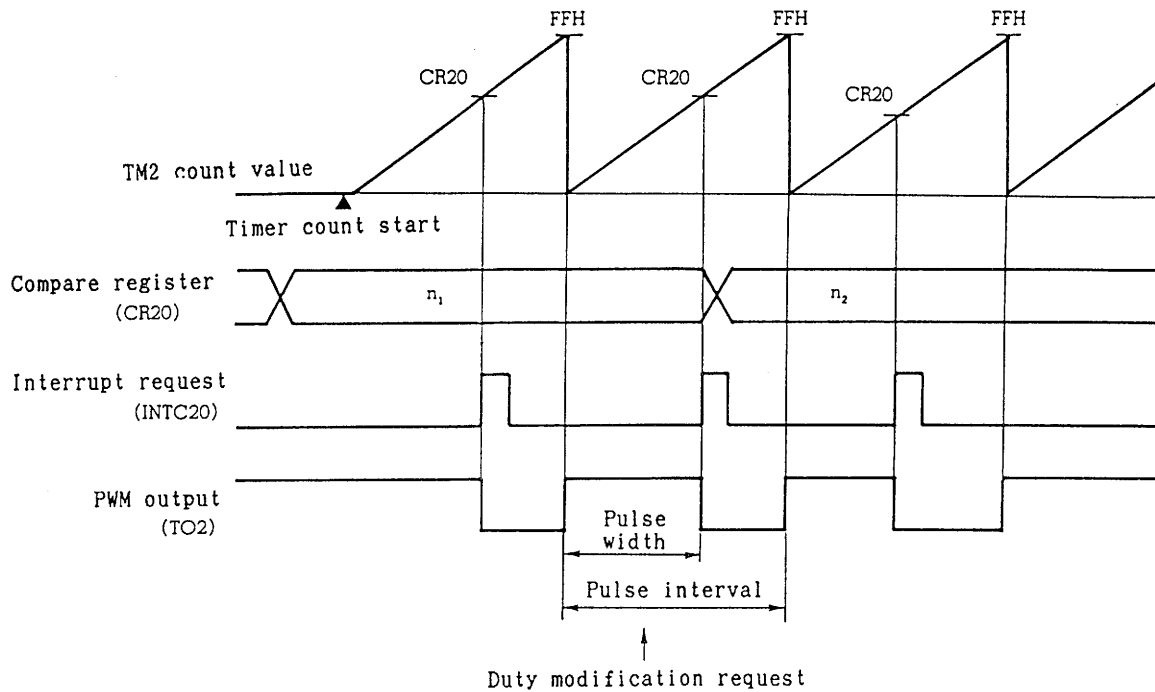 FFH
FFH
FFH
CR20
CR20
CR20
TM2 count value
Timer count start
Compare register
(CR20)
n₁
n₂
Interrupt request
(INTC20)
PWM output
(TO2)
Pulse
width
Pulse interval
Duty modification request